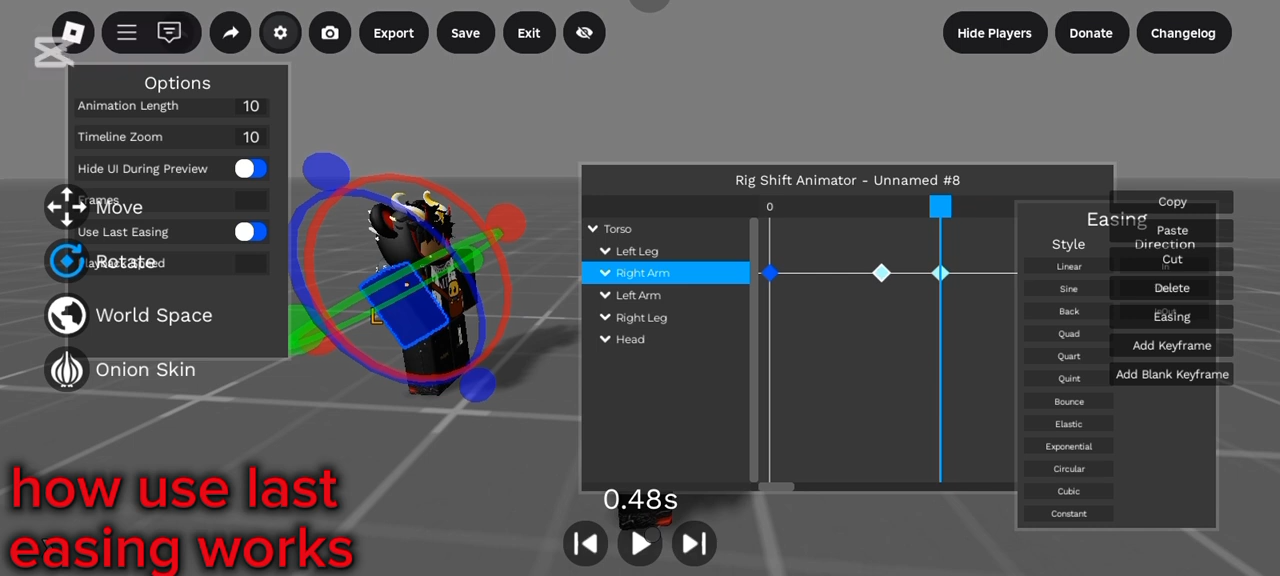 Export
Save
Exit
Hide Players
Donate
Changelog
Options
Animation Length 10
Timeline Zoom 10
Hide UI During Preview
Frames
Move
Use Last Easing
Rotate
World Space
Onion Skin
Rig Shift Animator - Unnamed #8
0
Torso
Left Leg
Right Arm
Left Arm
Right Leg
Head
Easing
Style
Direction
Linear
In
Sine
Back
Quad
Quart
Quint
Bounce
Elastic
Exponential
Circular
Cubic
Constant
Copy
Paste
Cut
Delete
Easing
Add Keyframe
Add Blank Keyframe
how use last
easing works
0.48s